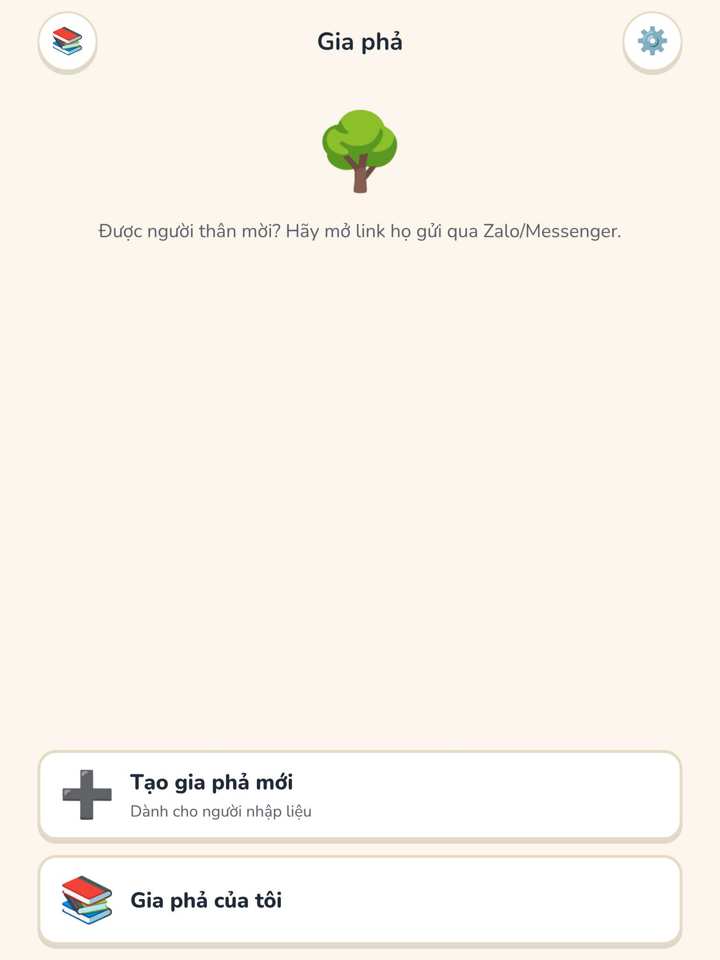 Gia phả
Được người thân mời? Hãy mở link họ gửi qua Zalo/Messenger.
Tạo gia phả mới
Dành cho người nhập liệu
Gia phả của tôi